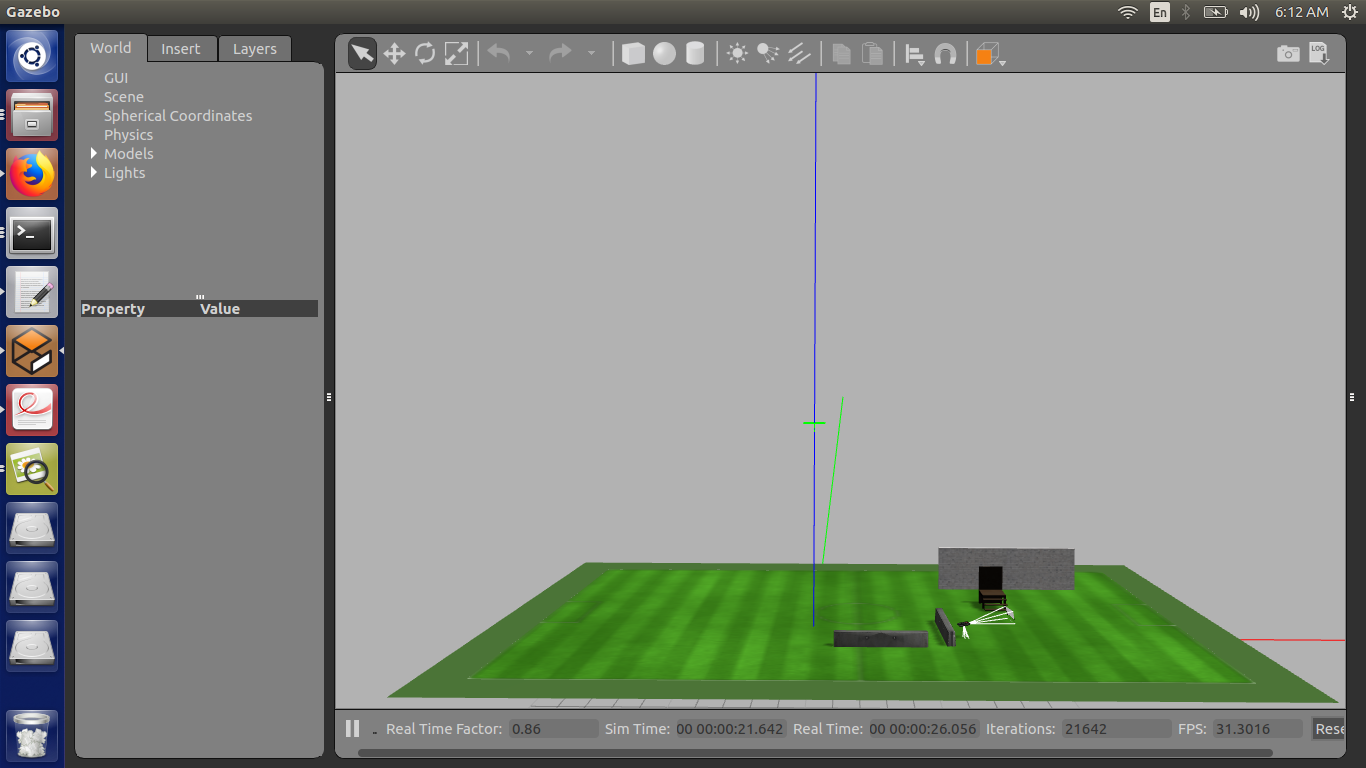 Gazebo
En
6:12 AM
World
Insert
Layers
LOG
GUI
Scene
Spherical Coordinates
Physics
Models
Lights
Property Value
Real Time Factor: 0.86 Sim Time: 00 00:00:21.642 Real Time: 00 00:00:26.056 Iterations: 21642 FPS: 31.3016 Rese